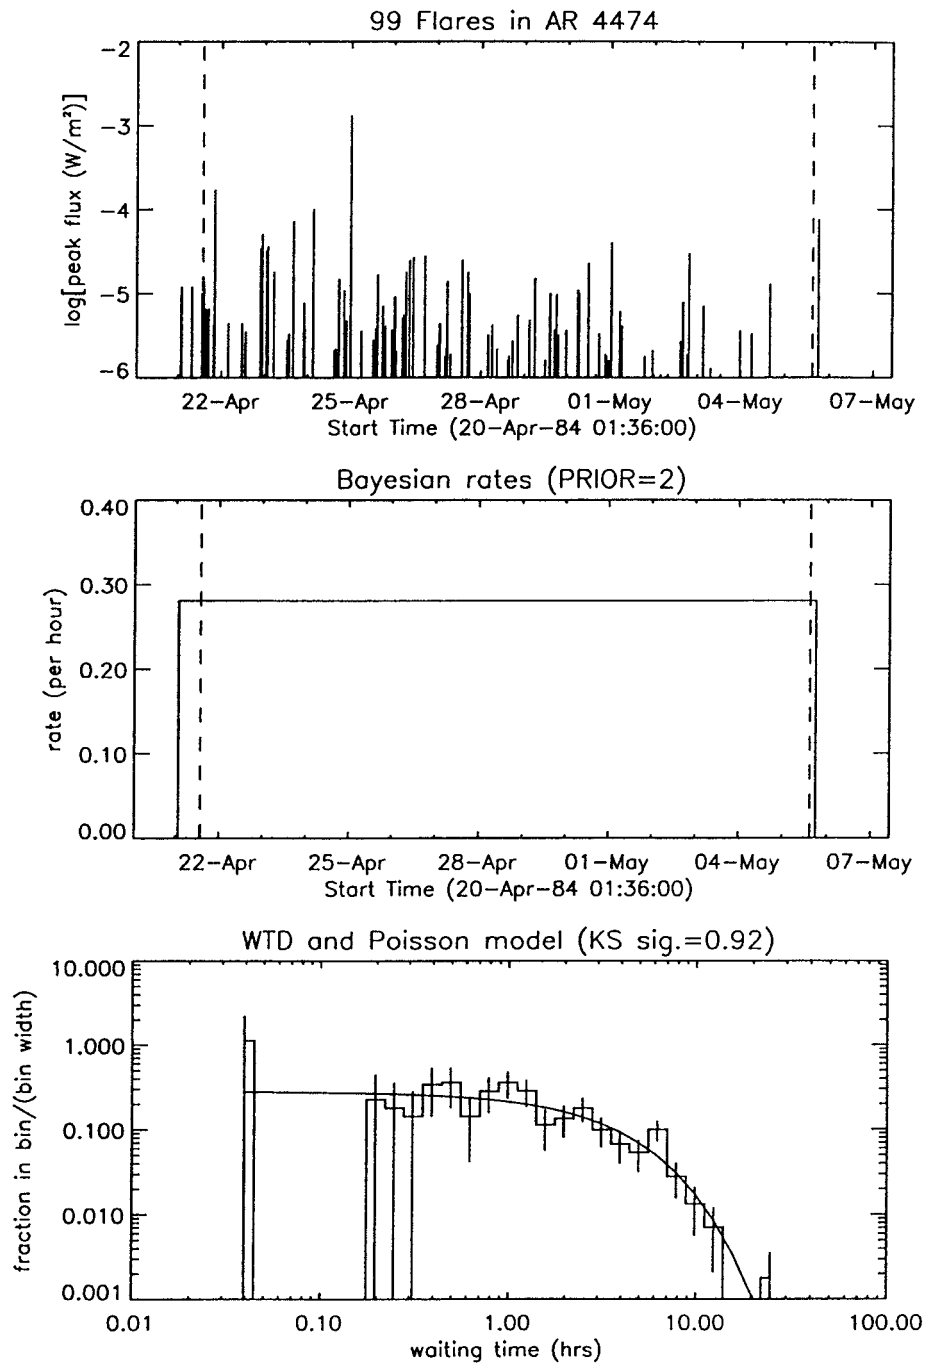 99 Flares in AR 4474
−2
−3
−4
−5
−6
log[peak flux (W/m²)]
22−Apr 25−Apr 28−Apr 01−May 04−May 07−May
Start Time (20−Apr−84 01:36:00)
Bayesian rates (PRIOR=2)
0.40
0.30
0.20
0.10
0.00
rate (per hour)
22−Apr 25−Apr 28−Apr 01−May 04−May 07−May
Start Time (20−Apr−84 01:36:00)
WTD and Poisson model (KS sig.=0.92)
10.000
1.000
0.100
0.010
0.001
fraction in bin/(bin width)
0.01 0.10 1.00 10.00 100.00
waiting time (hrs)